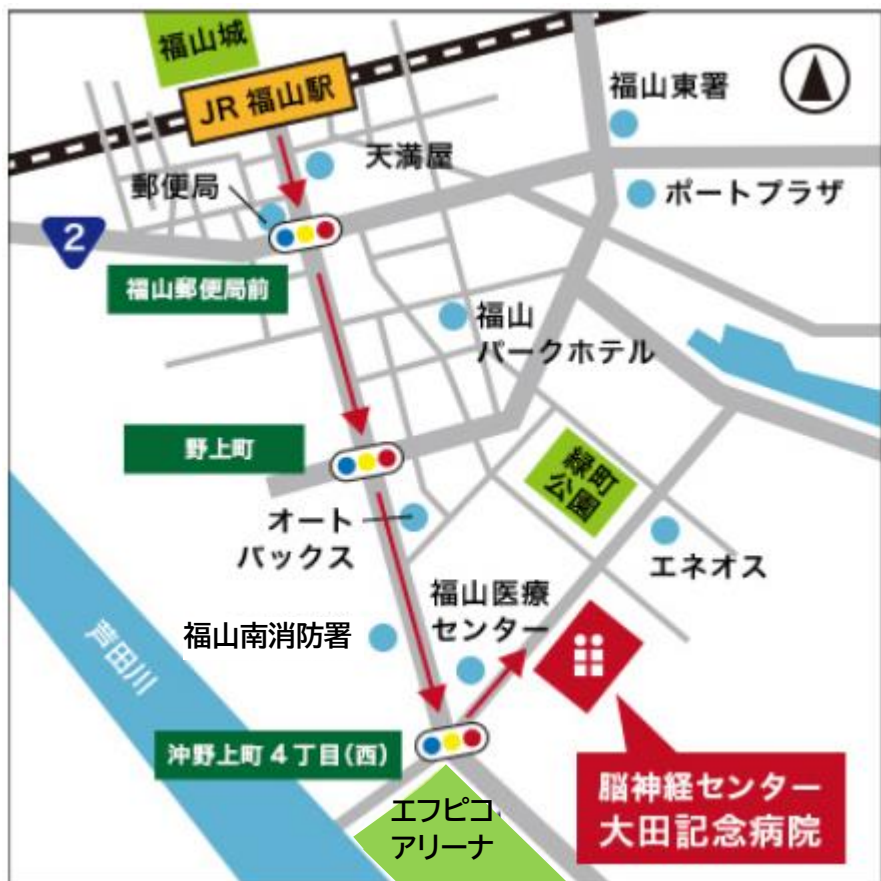 福山城
JR 福山駅
福山東署
天満屋
郵便局
ポートプラザ
2
福山郵便局前
福山
パークホテル
野上町
緑町
公園
オート
バックス
エネオス
福山医療
センター
福山南消防署
芦田川
沖野上町 4 丁目(西)
エフピコ
アリーナ
脳神経センター
大田記念病院